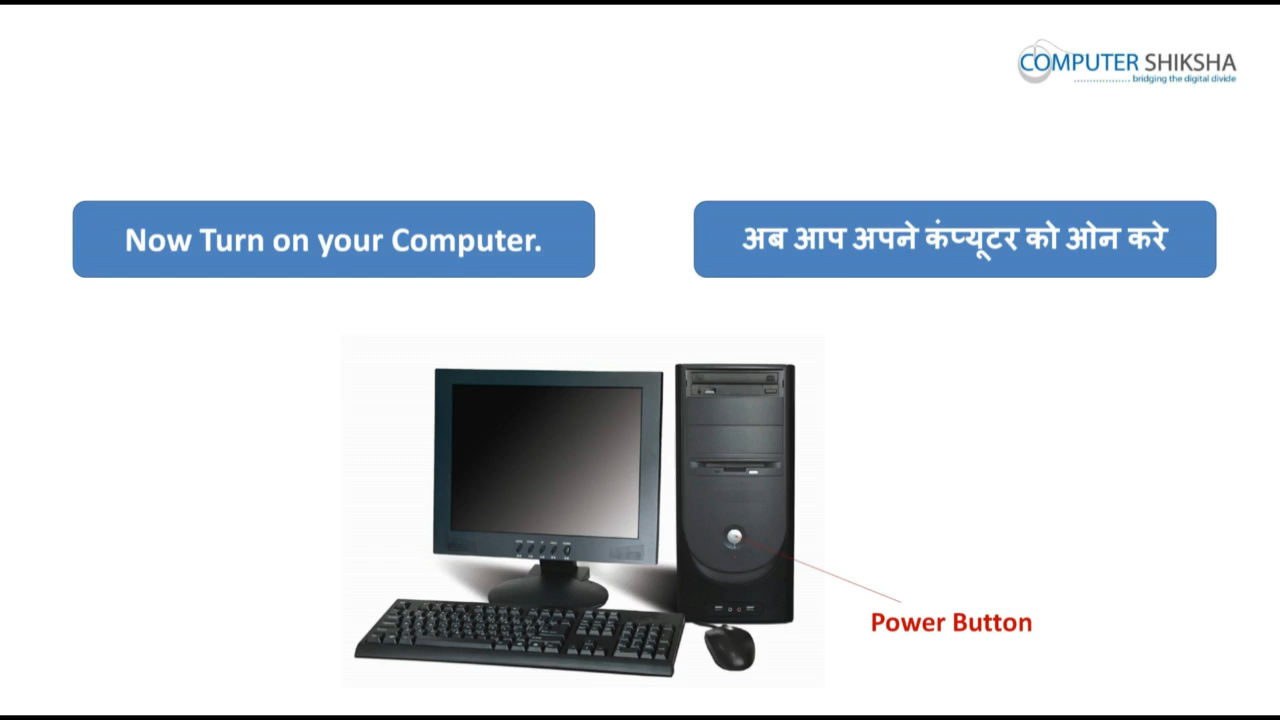 COMPUTER SHIKSHA
.................. bridging the digital divide
Now Turn on your Computer.
अब आप अपने कंप्यूटर को ओन करे
Power Button